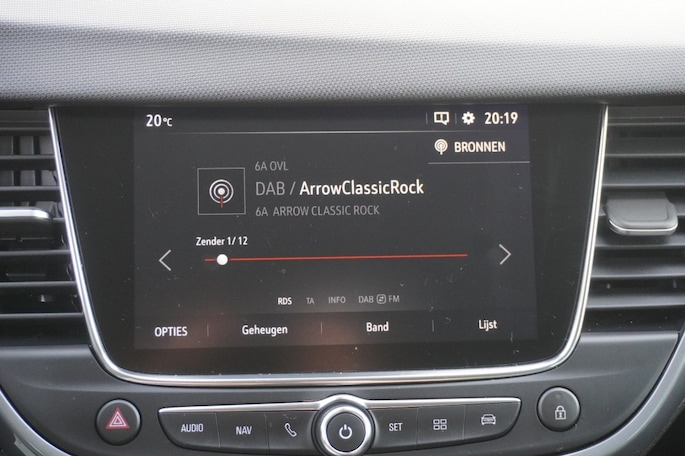 20°C 20:19
BRONNEN
6A OVL
DAB / ArrowClassicRock
6A ARROW CLASSIC ROCK
Zender 1/ 12
RDS TA INFO DAB FM
OPTIES Geheugen Band Lijst
AUDIO NAV SET